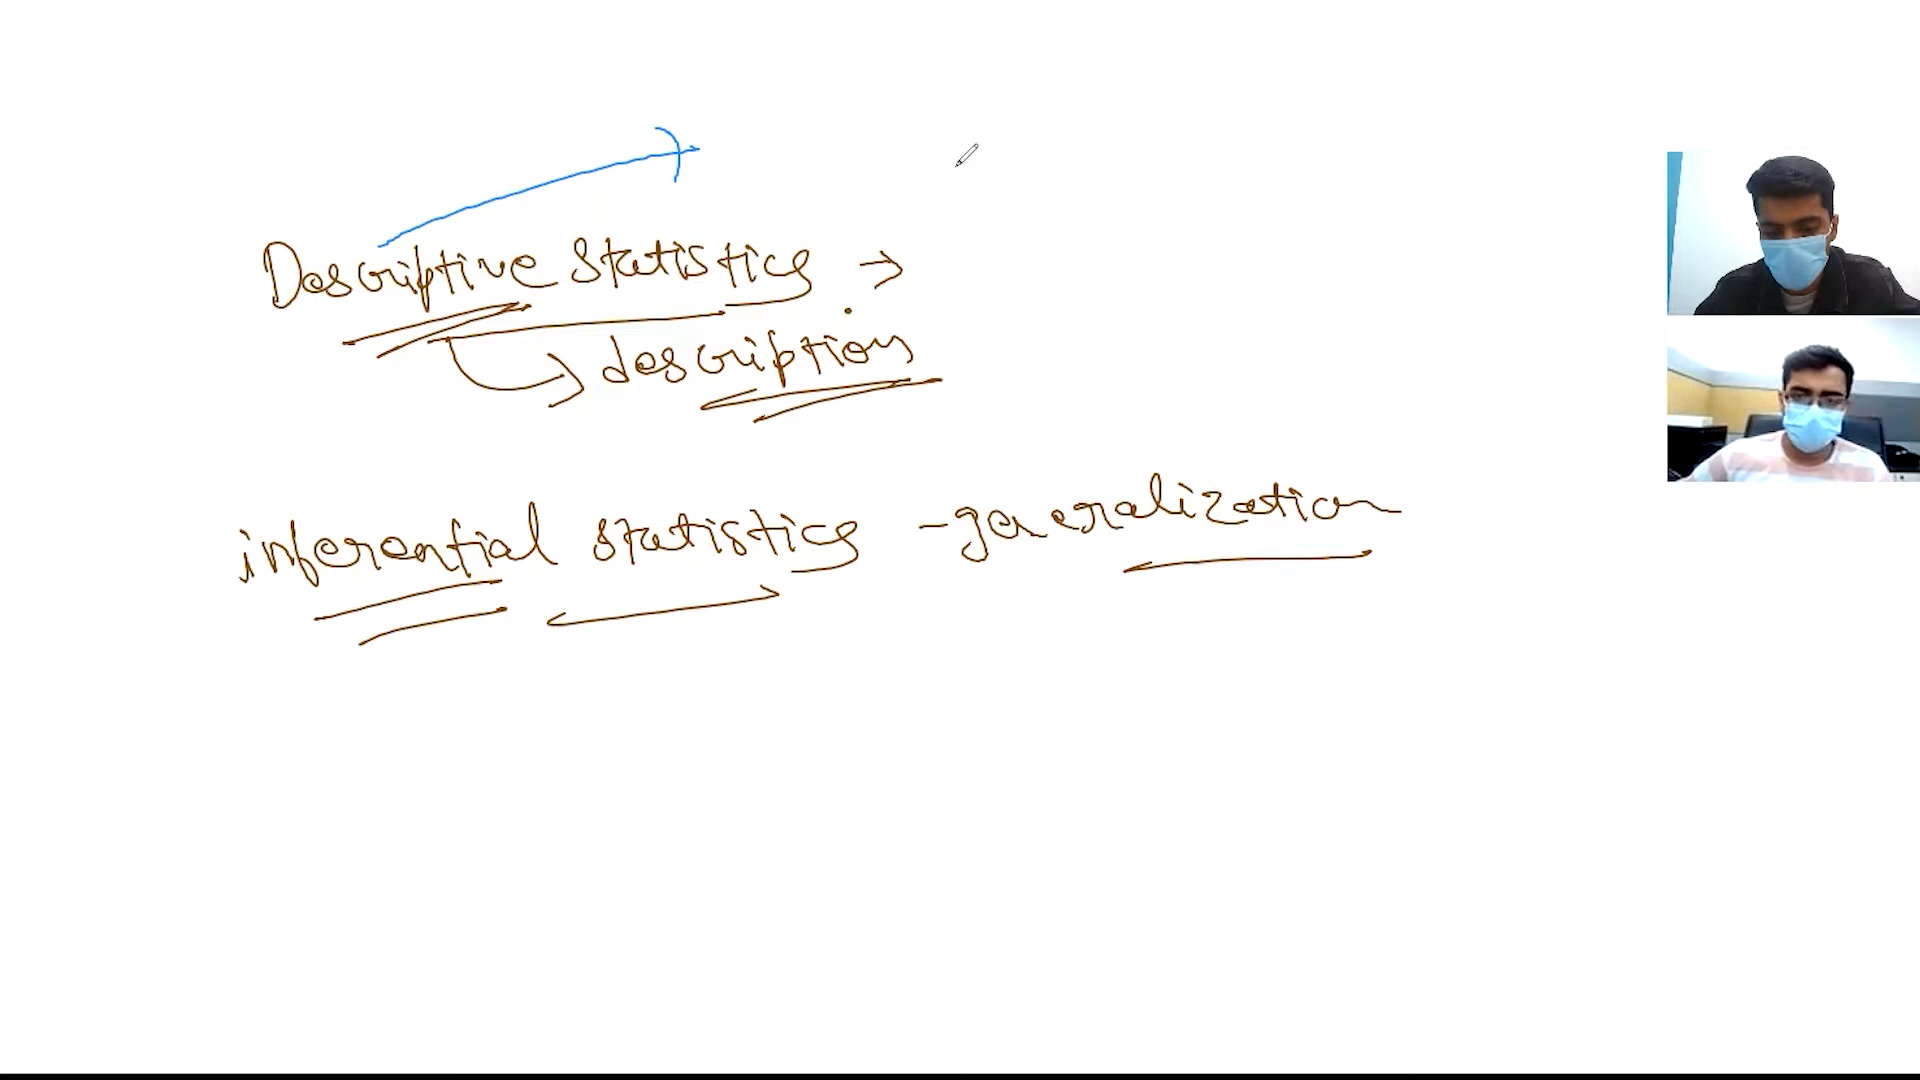 Descriptive statistics →
description
inferential statistics - generalization